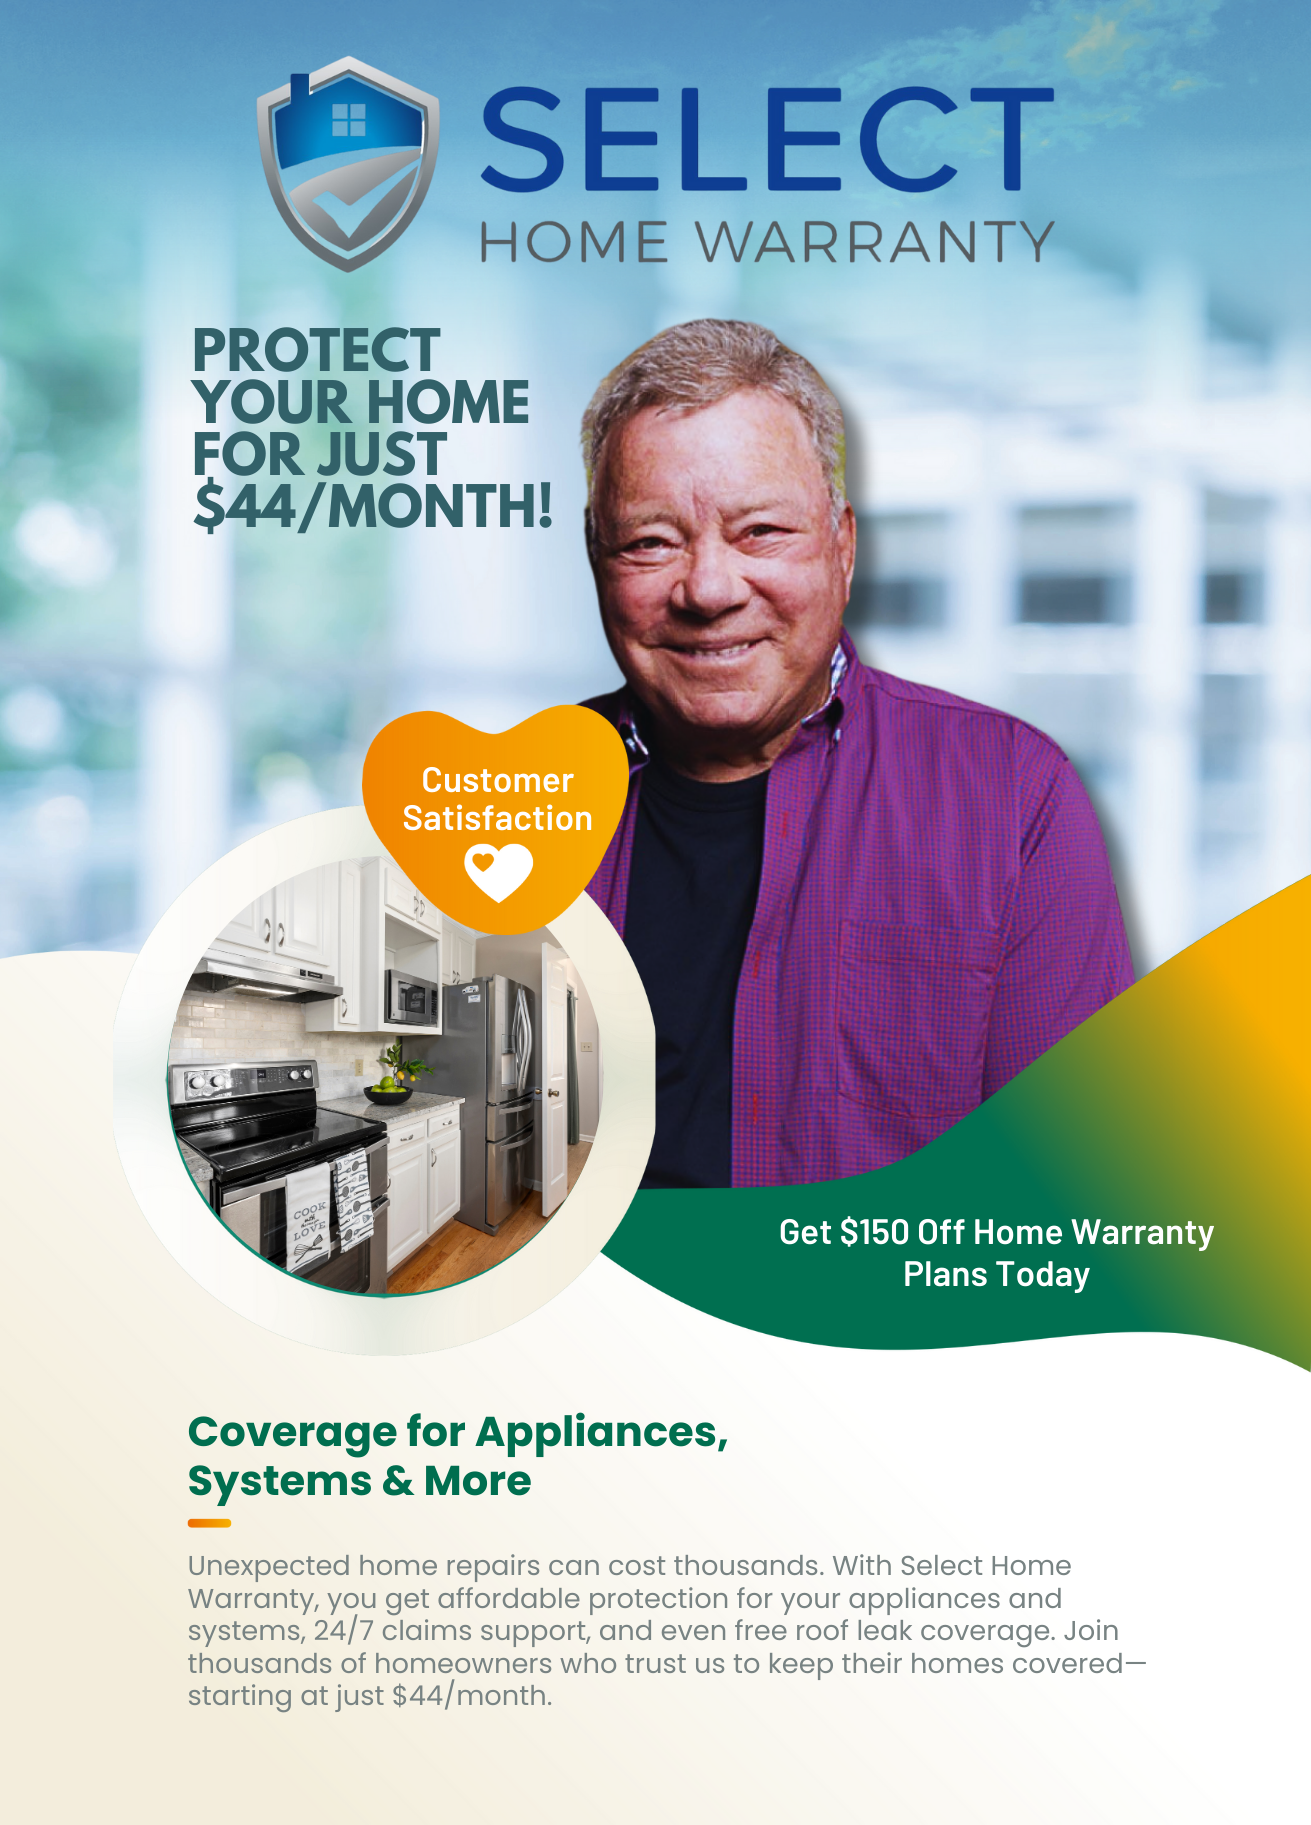 SELECT
HOME WARRANTY
PROTECT
YOUR HOME
FOR JUST
$44/MONTH!
Customer
Satisfaction
COOK
with
LOVE
Get $150 Off Home Warranty
Plans Today
Coverage for Appliances,
Systems & More
Unexpected home repairs can cost thousands. With Select Home
Warranty, you get affordable protection for your appliances and
systems, 24/7 claims support, and even free roof leak coverage. Join
thousands of homeowners who trust us to keep their homes covered—
starting at just $44/month.